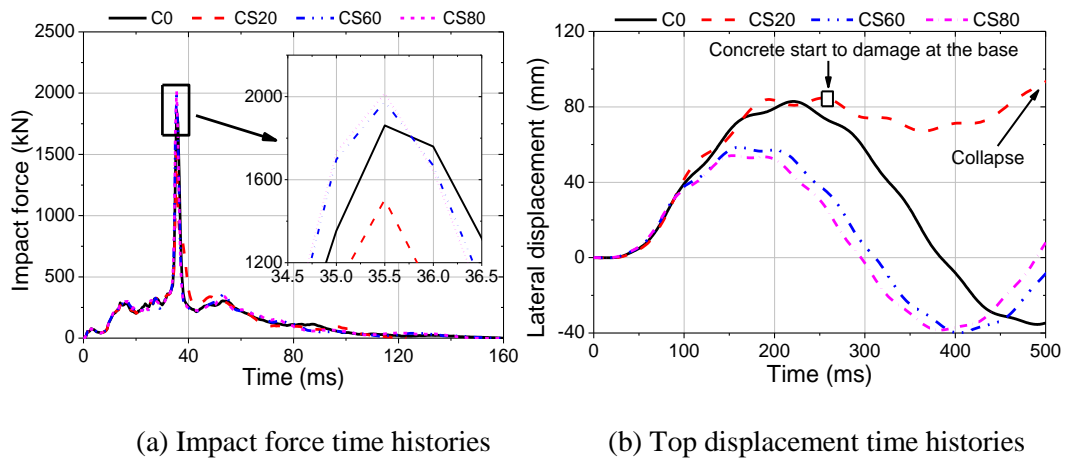 C0 CS20 CS60 CS80
2500
2000
1500
1000
500
0
Impact force (kN)
2000
1600
1200
34.5 35.0 35.5 36.0 36.5
0 40 80 120 160
Time (ms)
(a) Impact force time histories
C0 CS20 CS60 CS80
120
80
40
0
-40
Lateral displacement (mm)
Concrete start to damage at the base
Collapse
0 100 200 300 400 500
Time (ms)
(b) Top displacement time histories